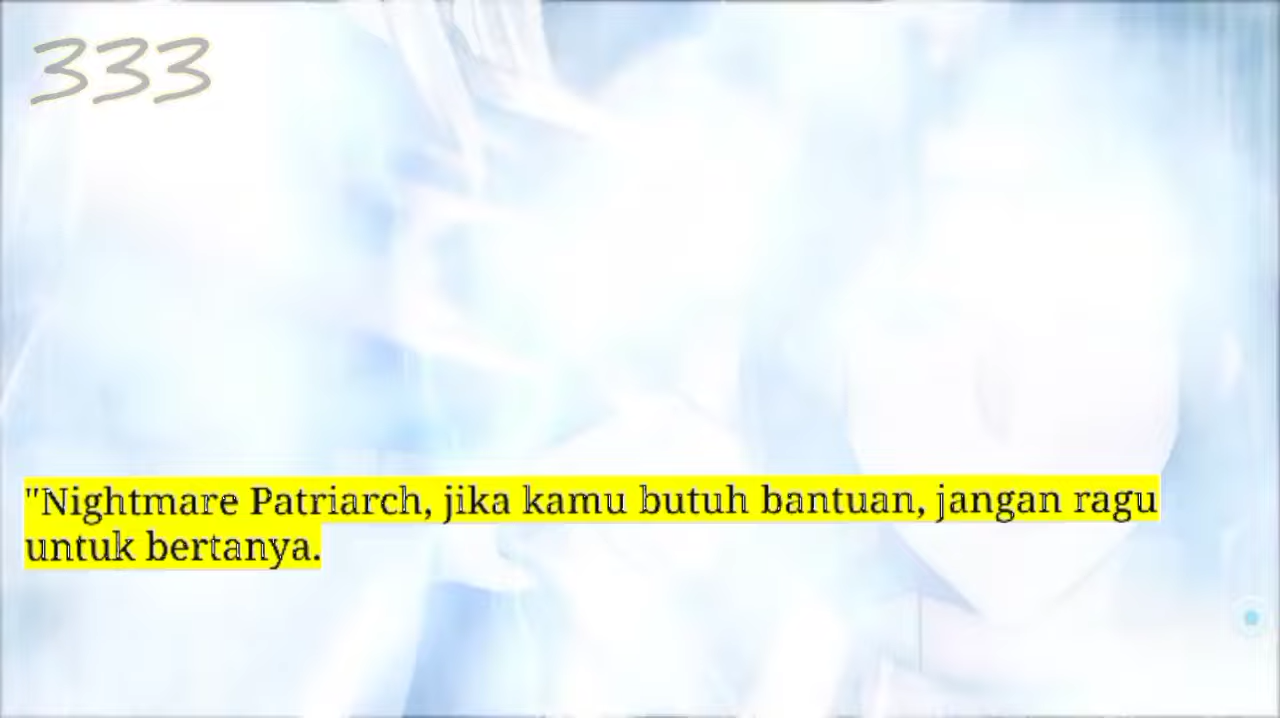 333
"Nightmare Patriarch, jika kamu butuh bantuan, jangan ragu
untuk bertanya.